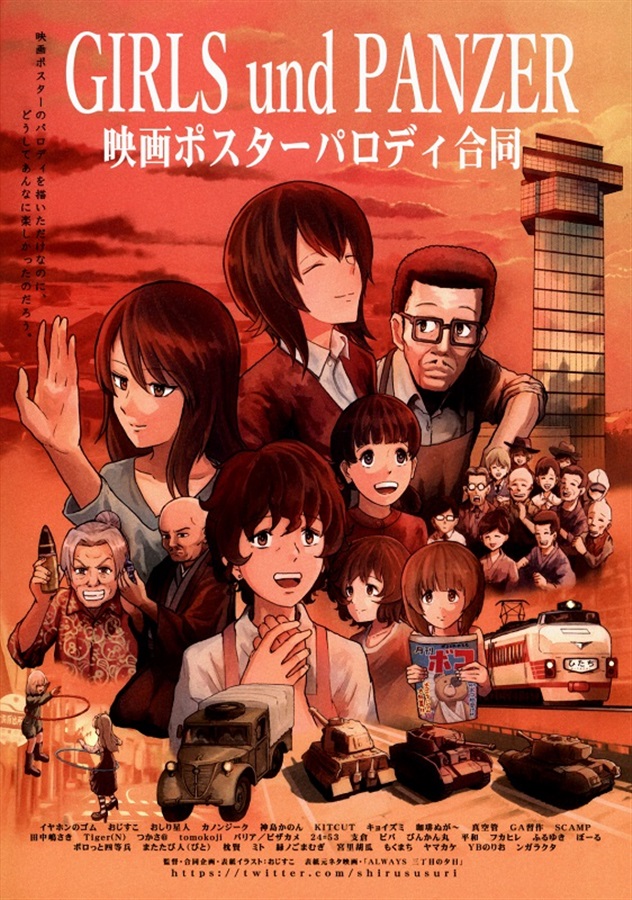 GIRLS und PANZER
映画ポスターパロディ合同
映画ポスターのパロディを描いただけなのに、
どうしてあんなに楽しかったのだろう。
ひたち
月刊
ボコ
イヤホンのゴム おじすこ おしり星人 カノンジーク 神島かのん KITCUT キョイズミ 珈琲ぬが〜 真空管 GA習作 SCAMP
田中嶋さき Tiger(N) つかさ@ tomokoji バリア/ピザカメ 24+53 支倉 ビバ びんかん丸 平和 フカヒレ ふるゆき ぼーる
ポロっと四等兵 またたび人(びと) 枕賢 ミト 緑ノごまむぎ 宮里胡瓜 もくまち ヤマカケ YBのりお ンガラクタ
監督・合同企画・表紙イラスト:おじすこ 表紙元ネタ映画・「ALWAYS 三丁目の夕日」
https://twitter.com/shirususuri